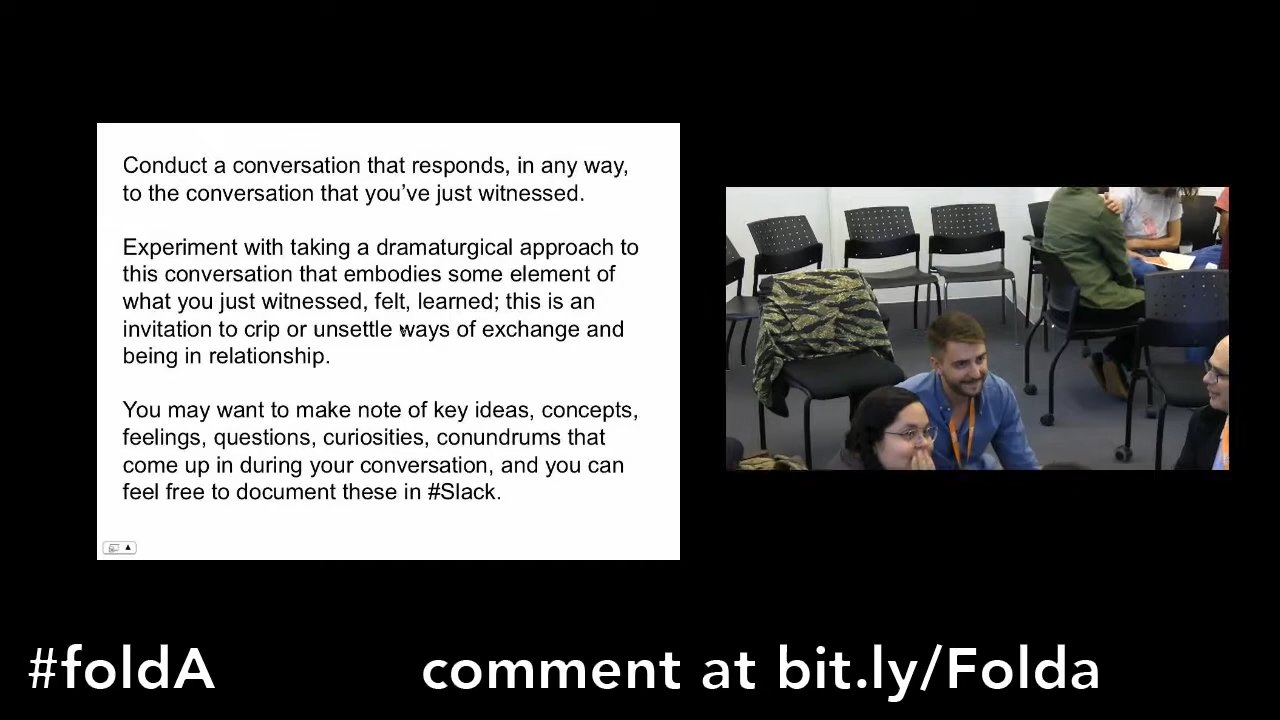 Conduct a conversation that responds, in any way,
to the conversation that you’ve just witnessed.
Experiment with taking a dramaturgical approach to
this conversation that embodies some element of
what you just witnessed, felt, learned; this is an
invitation to crip or unsettle ways of exchange and
being in relationship.
You may want to make note of key ideas, concepts,
feelings, questions, curiosities, conundrums that
come up in during your conversation, and you can
feel free to document these in #Slack.
#foldA
comment at bit.ly/Folda